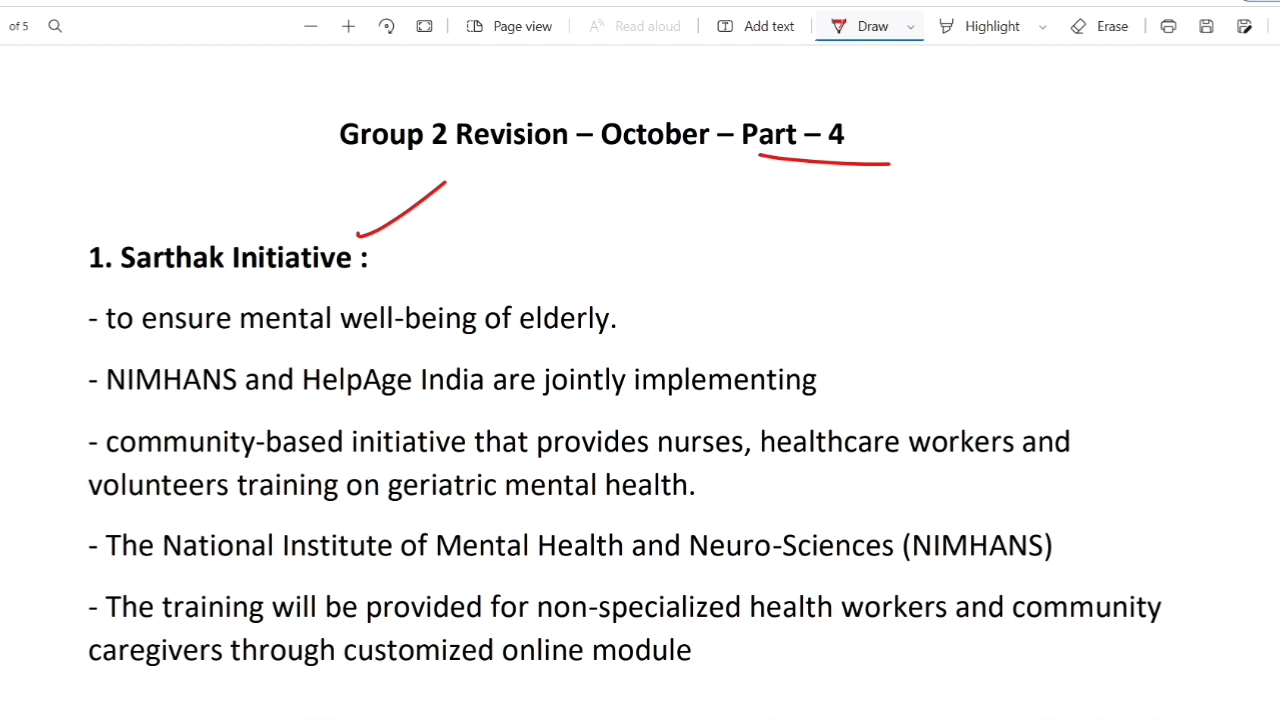 of 5 Page view Read aloud Add text Draw Highlight Erase
Group 2 Revision – October – Part – 4
1. Sarthak Initiative :
- to ensure mental well-being of elderly.
- NIMHANS and HelpAge India are jointly implementing
- community-based initiative that provides nurses, healthcare workers and
volunteers training on geriatric mental health.
- The National Institute of Mental Health and Neuro-Sciences (NIMHANS)
- The training will be provided for non-specialized health workers and community
caregivers through customized online module